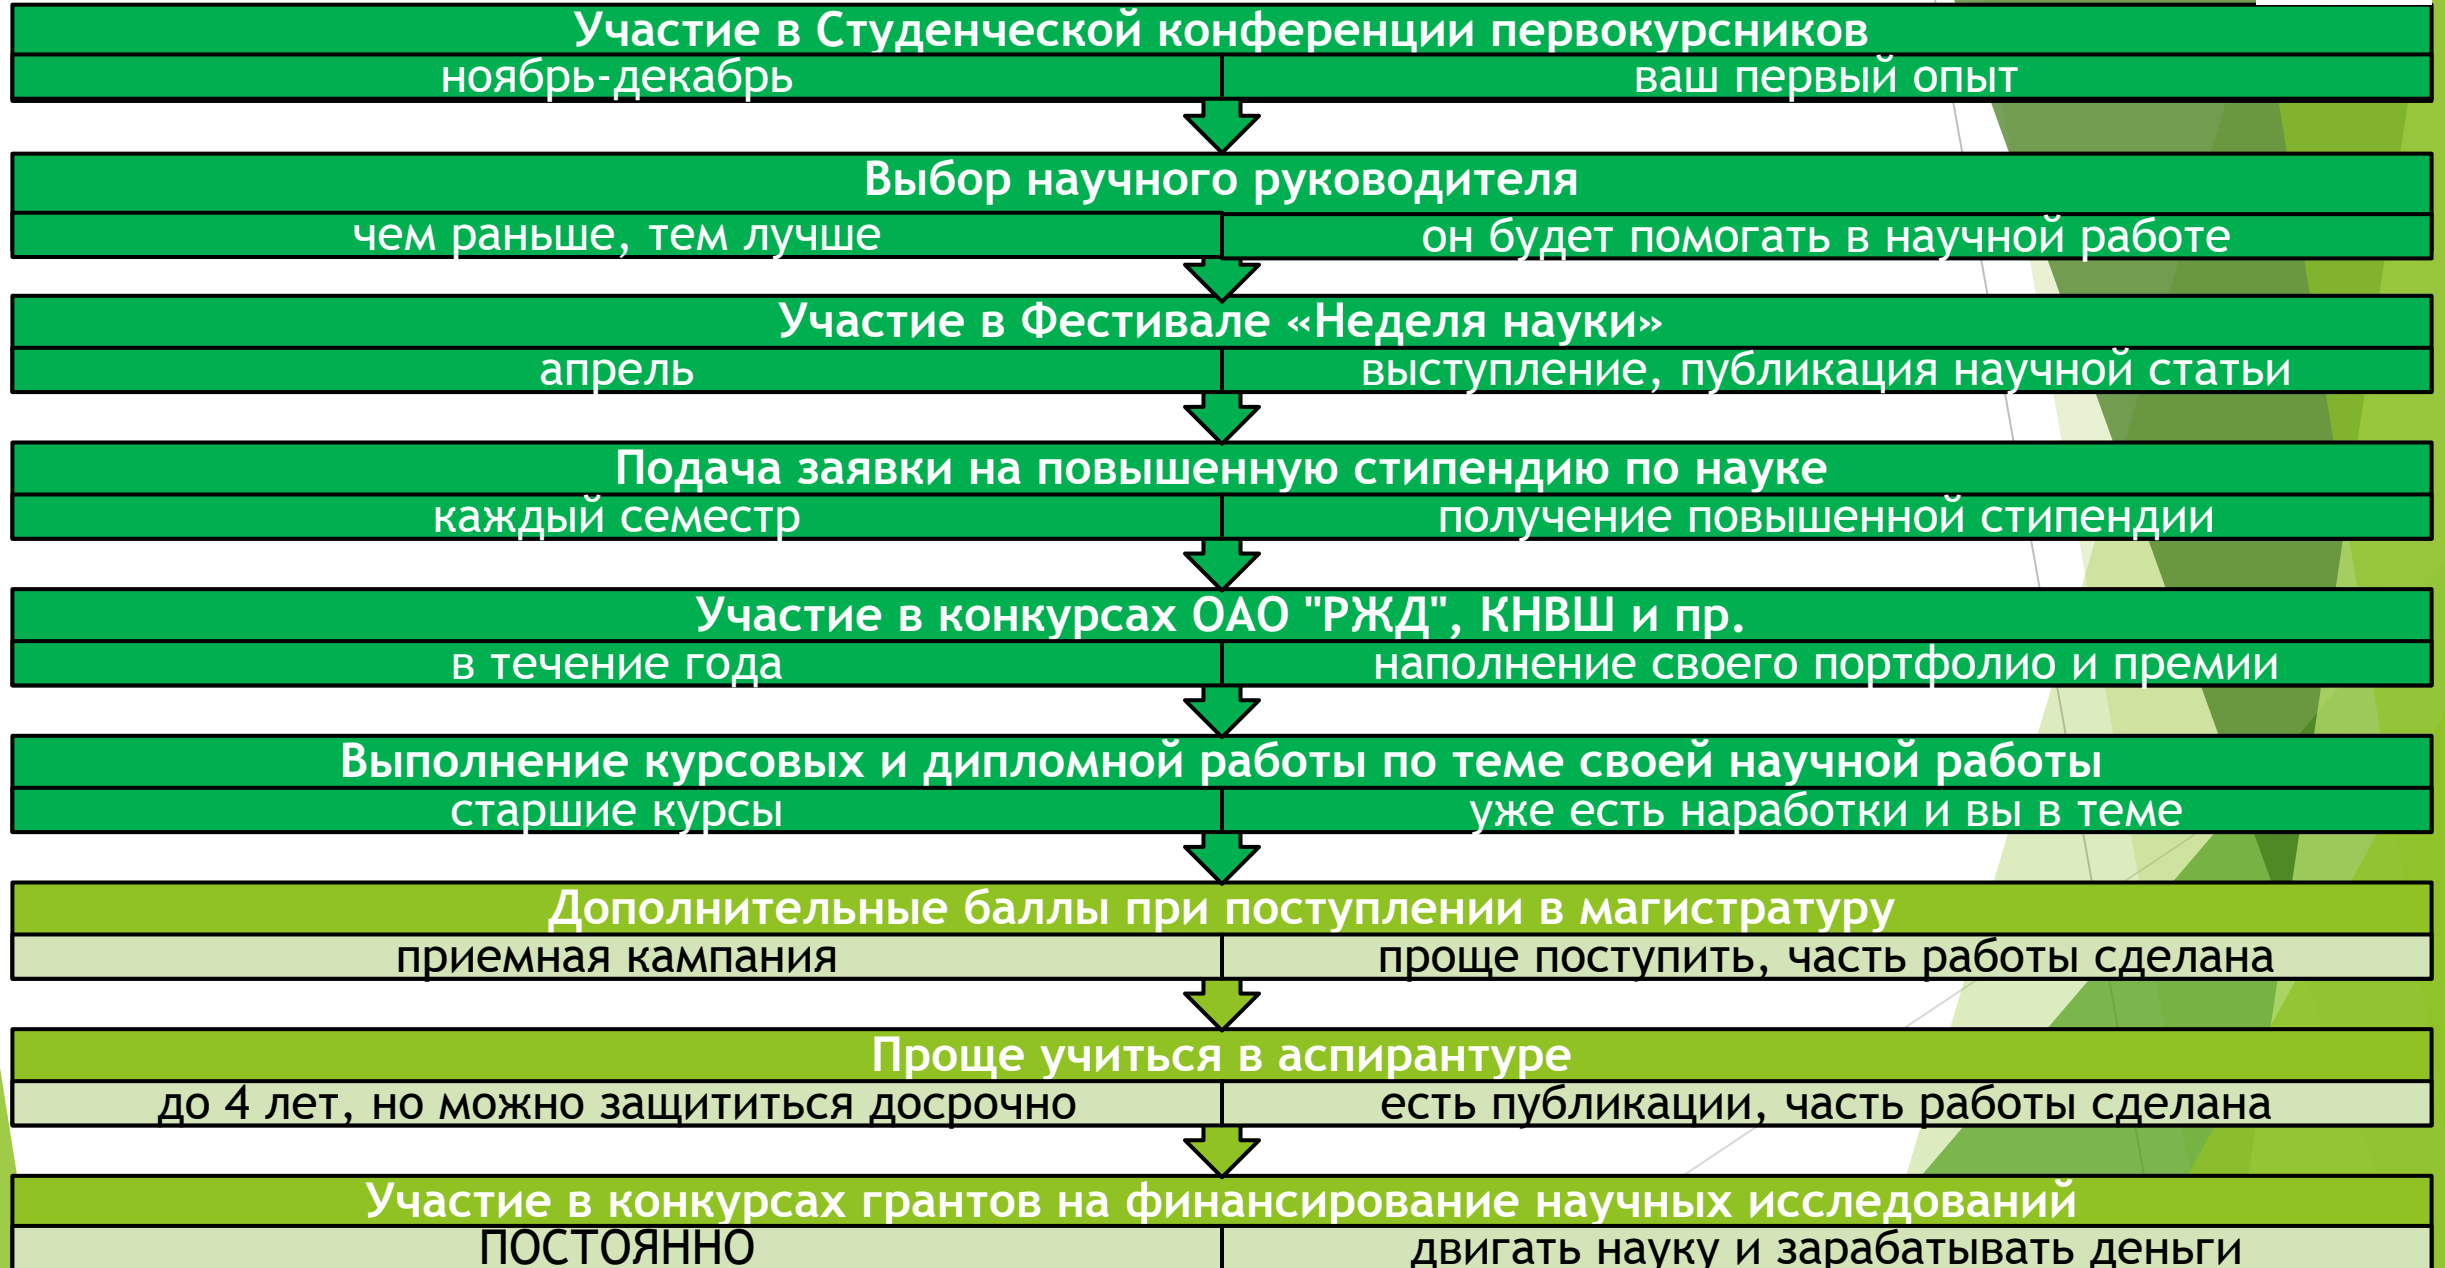 Участие в Студенческой конференции первокурсников
ноябрь-декабрь
ваш первый опыт
Выбор научного руководителя
чем раньше, тем лучше
он будет помогать в научной работе
Участие в Фестивале «Неделя науки»
апрель
выступление, публикация научной статьи
Подача заявки на повышенную стипендию по науке
каждый семестр
получение повышенной стипендии
Участие в конкурсах ОАО "РЖД", КНВШ и пр.
в течение года
наполнение своего портфолио и премии
Выполнение курсовых и дипломной работы по теме своей научной работы
старшие курсы
уже есть наработки и вы в теме
Дополнительные баллы при поступлении в магистратуру
приемная кампания
проще поступить, часть работы сделана
Проще учиться в аспирантуре
до 4 лет, но можно защититься досрочно
есть публикации, часть работы сделана
Участие в конкурсах грантов на финансирование научных исследований
ПОСТОЯННО
двигать науку и зарабатывать деньги